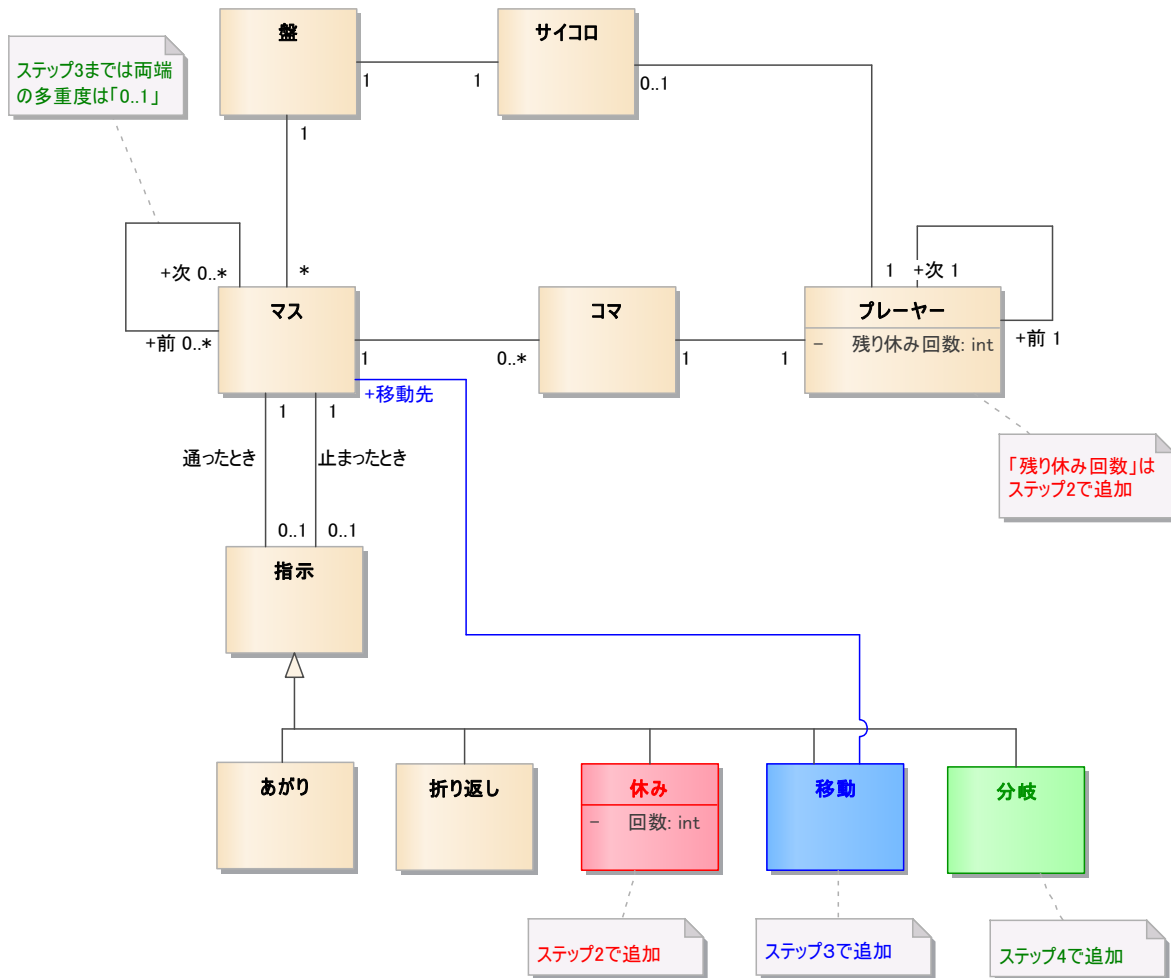 盤
サイコロ
ステップ3までは両端
の多重度は「0..1」
1
1
0..1
1
+次 0..*
*
1
+次 1
マス
コマ
プレーヤー
+前 0..*
1
0..*
1
1
- 残り休み回数: int
+前 1
+移動先
1
1
通ったとき
止まったとき
「残り休み回数」は
ステップ2で追加
0..1
0..1
指示
あがり
折り返し
休み
- 回数: int
移動
分岐
ステップ2で追加
ステップ3で追加
ステップ4で追加